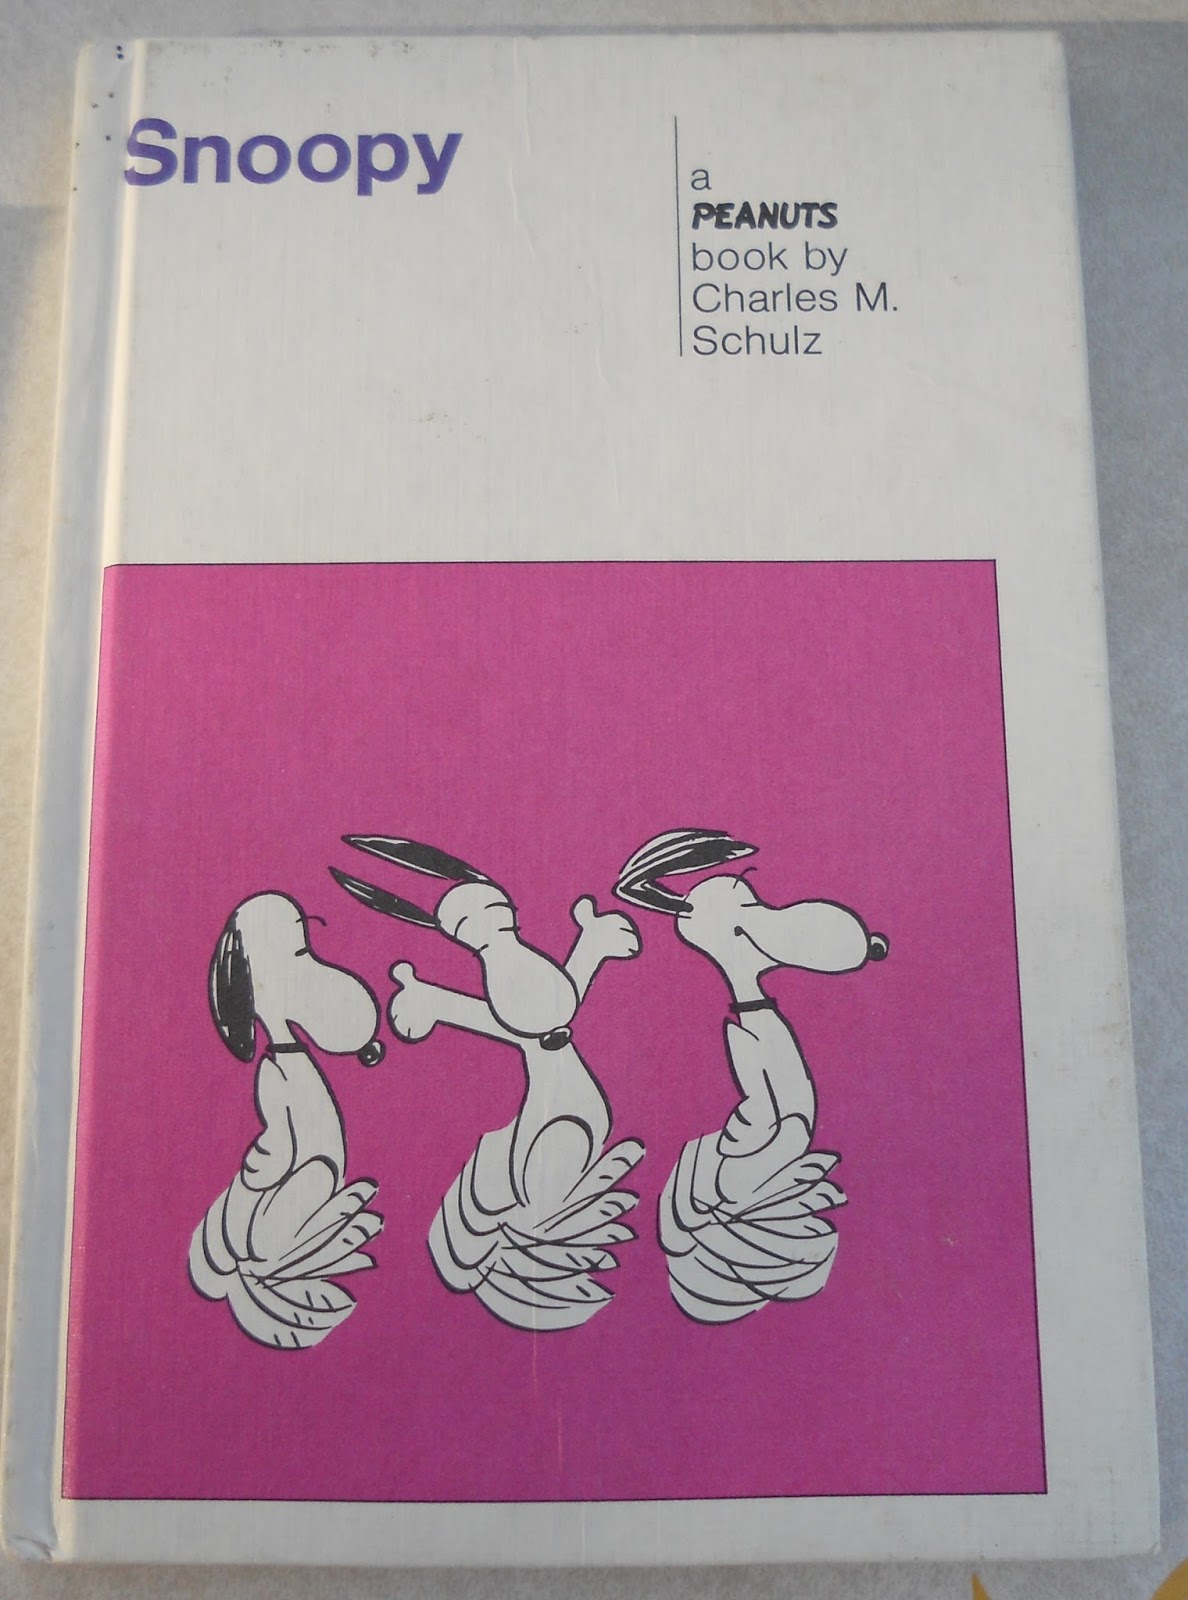 Snoopy
a
PEANUTS
book by
Charles M.
Schulz